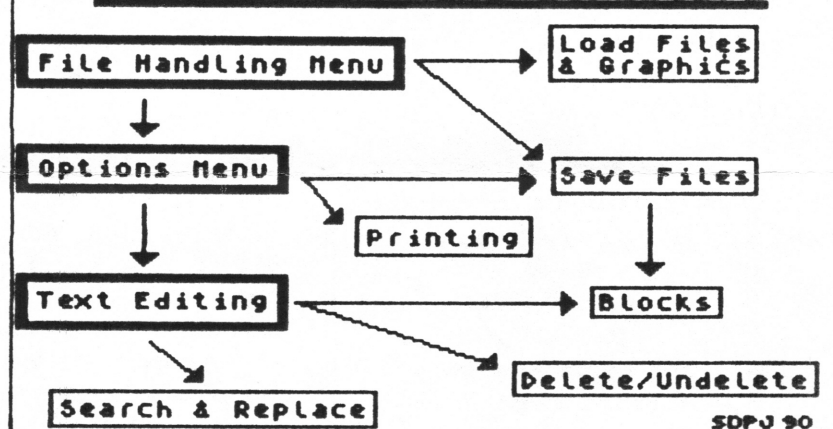 File Handling Menu
Load Files
& Graphics
Options Menu
Save Files
Printing
Text Editing
Blocks
Delete/Undelete
Search & Replace
SDPJ 90